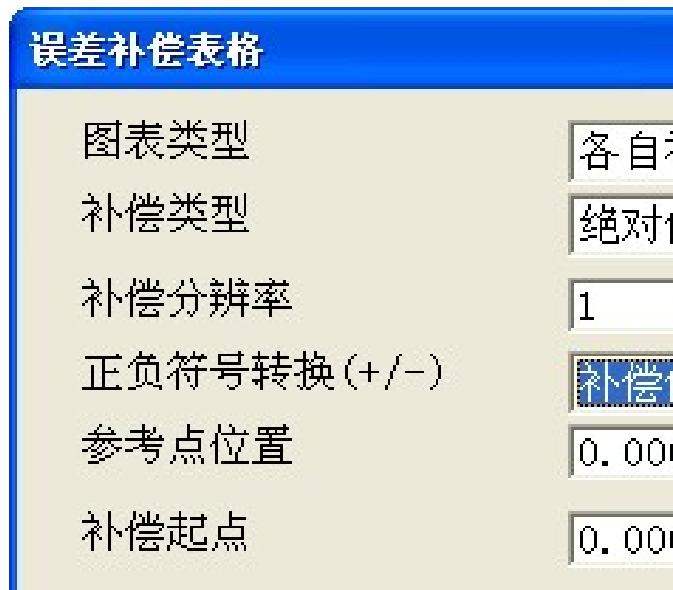 误差补偿表格
图表类型 各自
补偿类型 绝对
补偿分辨率 1
正负符号转换(+/-) 补偿
参考点位置 0.00
补偿起点 0.00